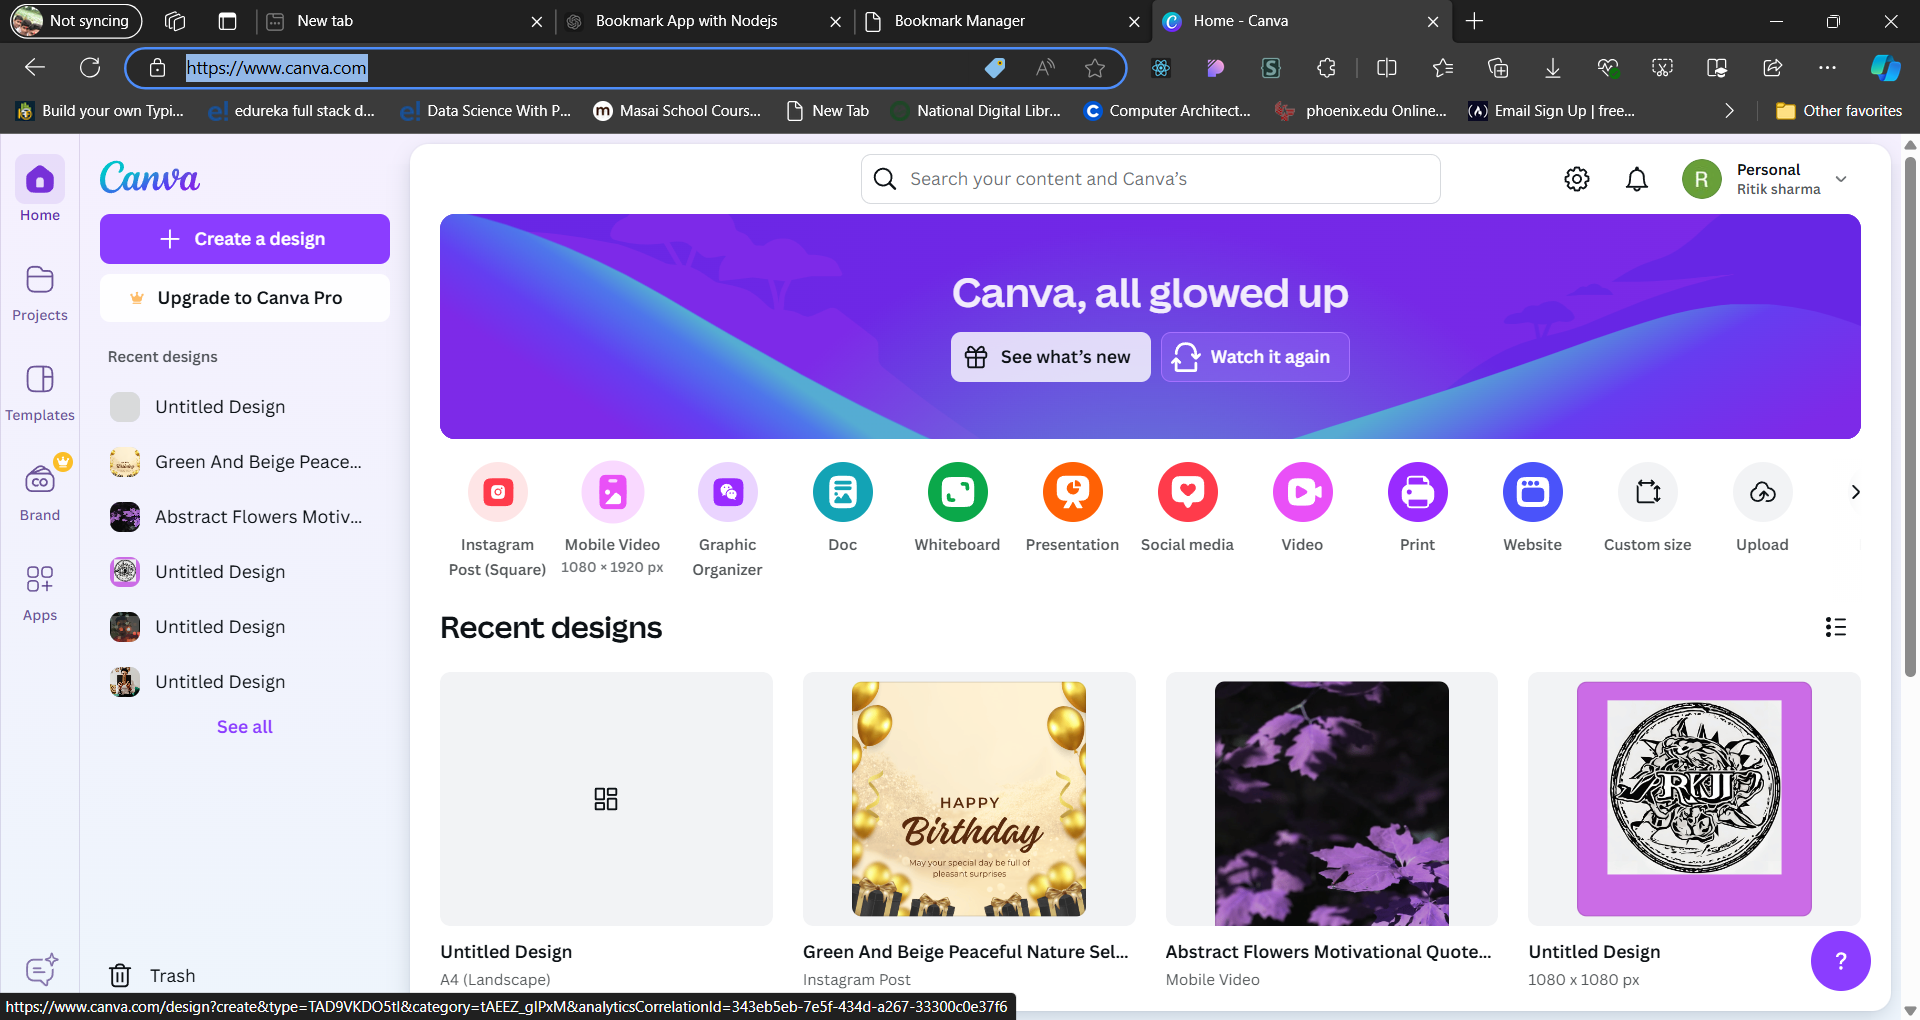 Not syncing
New tab
Bookmark App with Nodejs
Bookmark Manager
Home - Canva
https://www.canva.com
Build your own Typi...
edureka full stack d...
Data Science With P...
Masai School Cours...
New Tab
National Digital Libr...
Computer Architect...
phoenix.edu Online...
Email Sign Up | free...
Other favorites
Home
Projects
Templates
Brand
Apps
Canva
Create a design
Upgrade to Canva Pro
Recent designs
Untitled Design
Green And Beige Peace...
Abstract Flowers Motiv...
Untitled Design
Untitled Design
Untitled Design
See all
Trash
Search your content and Canva's
R
Personal
Ritik sharma
Canva, all glowed up
See what's new
Watch it again
Instagram
Post (Square)
Mobile Video
1080 × 1920 px
Graphic
Organizer
Doc
Whiteboard
Presentation
Social media
Video
Print
Website
Custom size
Upload
Recent designs
HAPPY
Birthday
May your special day be full of
pleasant surprises
RKJ
Untitled Design
A4 (Landscape)
Green And Beige Peaceful Nature Sel...
Instagram Post
Abstract Flowers Motivational Quote...
Mobile Video
Untitled Design
1080 x 1080 px
?
https://www.canva.com/design?create&type=TAD9VKDO5tI&category=tAEEZ_gIPxM&analyticsCorrelationId=343eb5eb-7e5f-434d-a267-33300c0e37f6